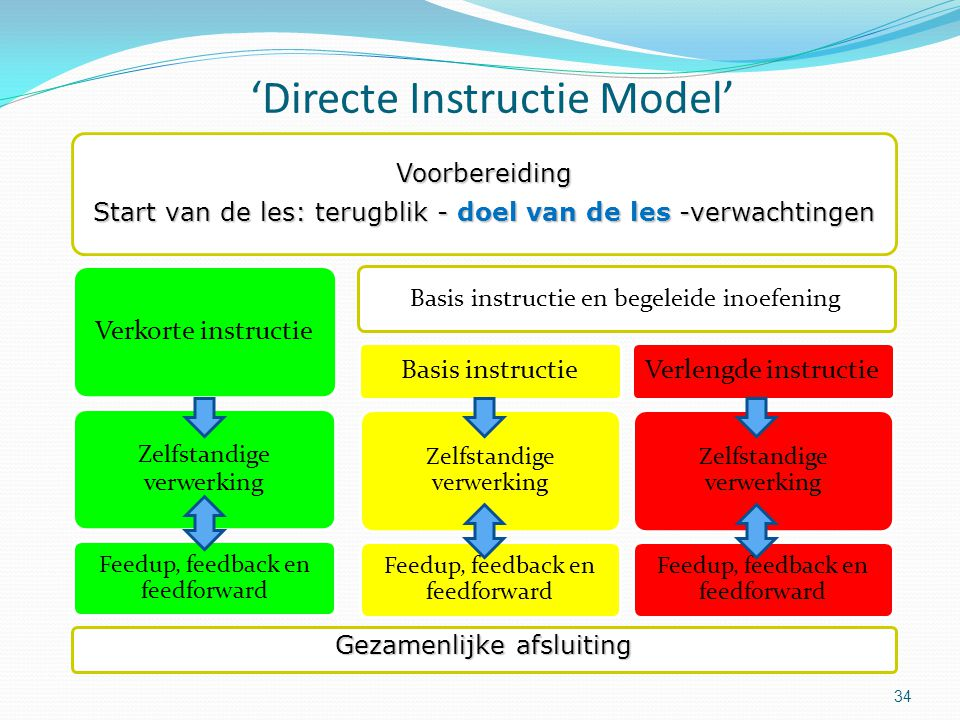 ‘Directe Instructie Model’
Voorbereiding
Start van de les: terugblik - doel van de les -verwachtingen
Verkorte instructie
Basis instructie en begeleide inoefening
Basis instructie
Verlengde instructie
Zelfstandige
verwerking
Zelfstandige
verwerking
Zelfstandige
verwerking
Feedup, feedback en
feedforward
Feedup, feedback en
feedforward
Feedup, feedback en
feedforward
Gezamenlijke afsluiting
34